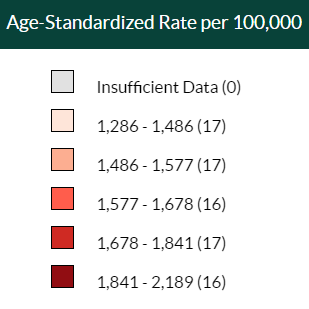 Age-Standardized Rate per 100,000
Insufficient Data (0)
1,286 - 1,486 (17)
1,486 - 1,577 (17)
1,577 - 1,678 (16)
1,678 - 1,841 (17)
1,841 - 2,189 (16)